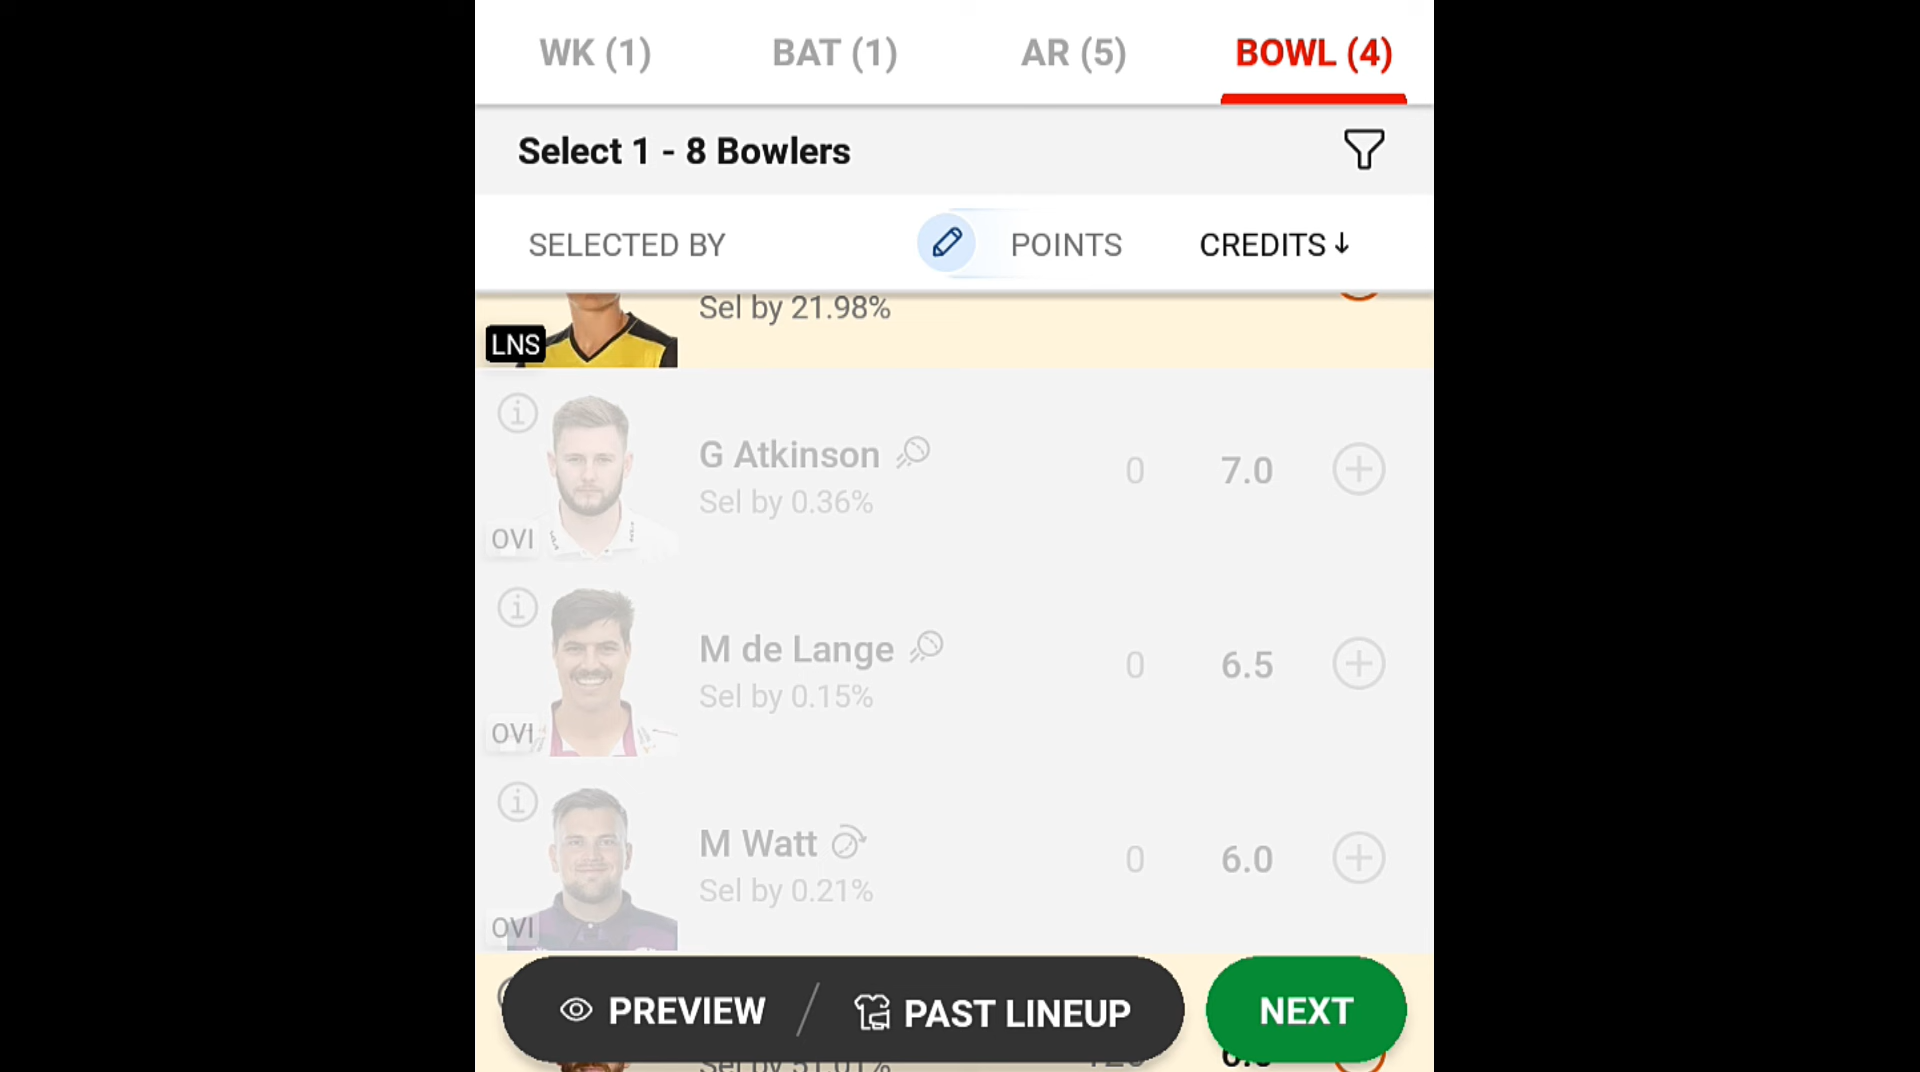 WK (1) BAT (1) AR (5) BOWL (4)
Select 1 - 8 Bowlers
SELECTED BY POINTS CREDITS↓
Sel by 21.98%
LNS
G Atkinson
0 7.0
Sel by 0.36%
OVI
M de Lange
0 6.5
Sel by 0.15%
OVI
M Watt
0 6.0
Sel by 0.21%
OVI
PREVIEW / PAST LINEUP NEXT
Sel by